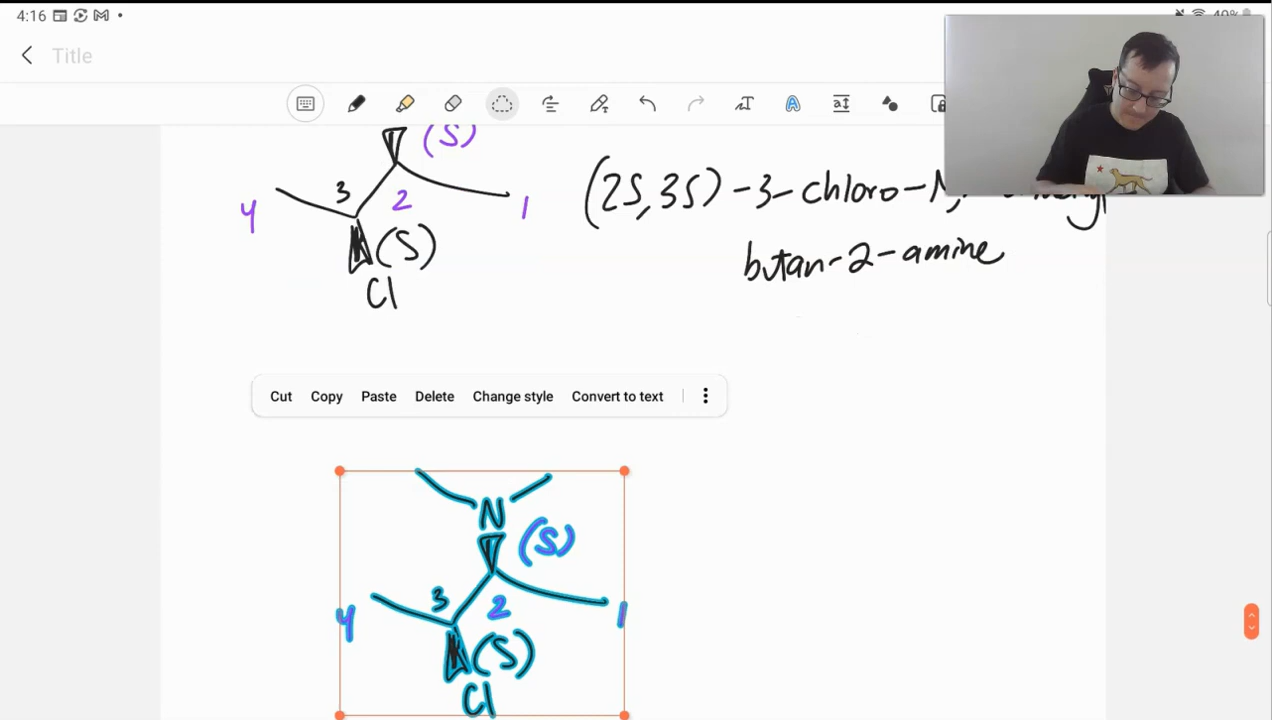 4:16
49%
Title
(S)
3
4
2
1
(S)
Cl
(2S,3S)-3-chloro-N,
butan-2-amine
Cut Copy Paste Delete Change style Convert to text
N
(S)
3
4
2
1
(S)
Cl